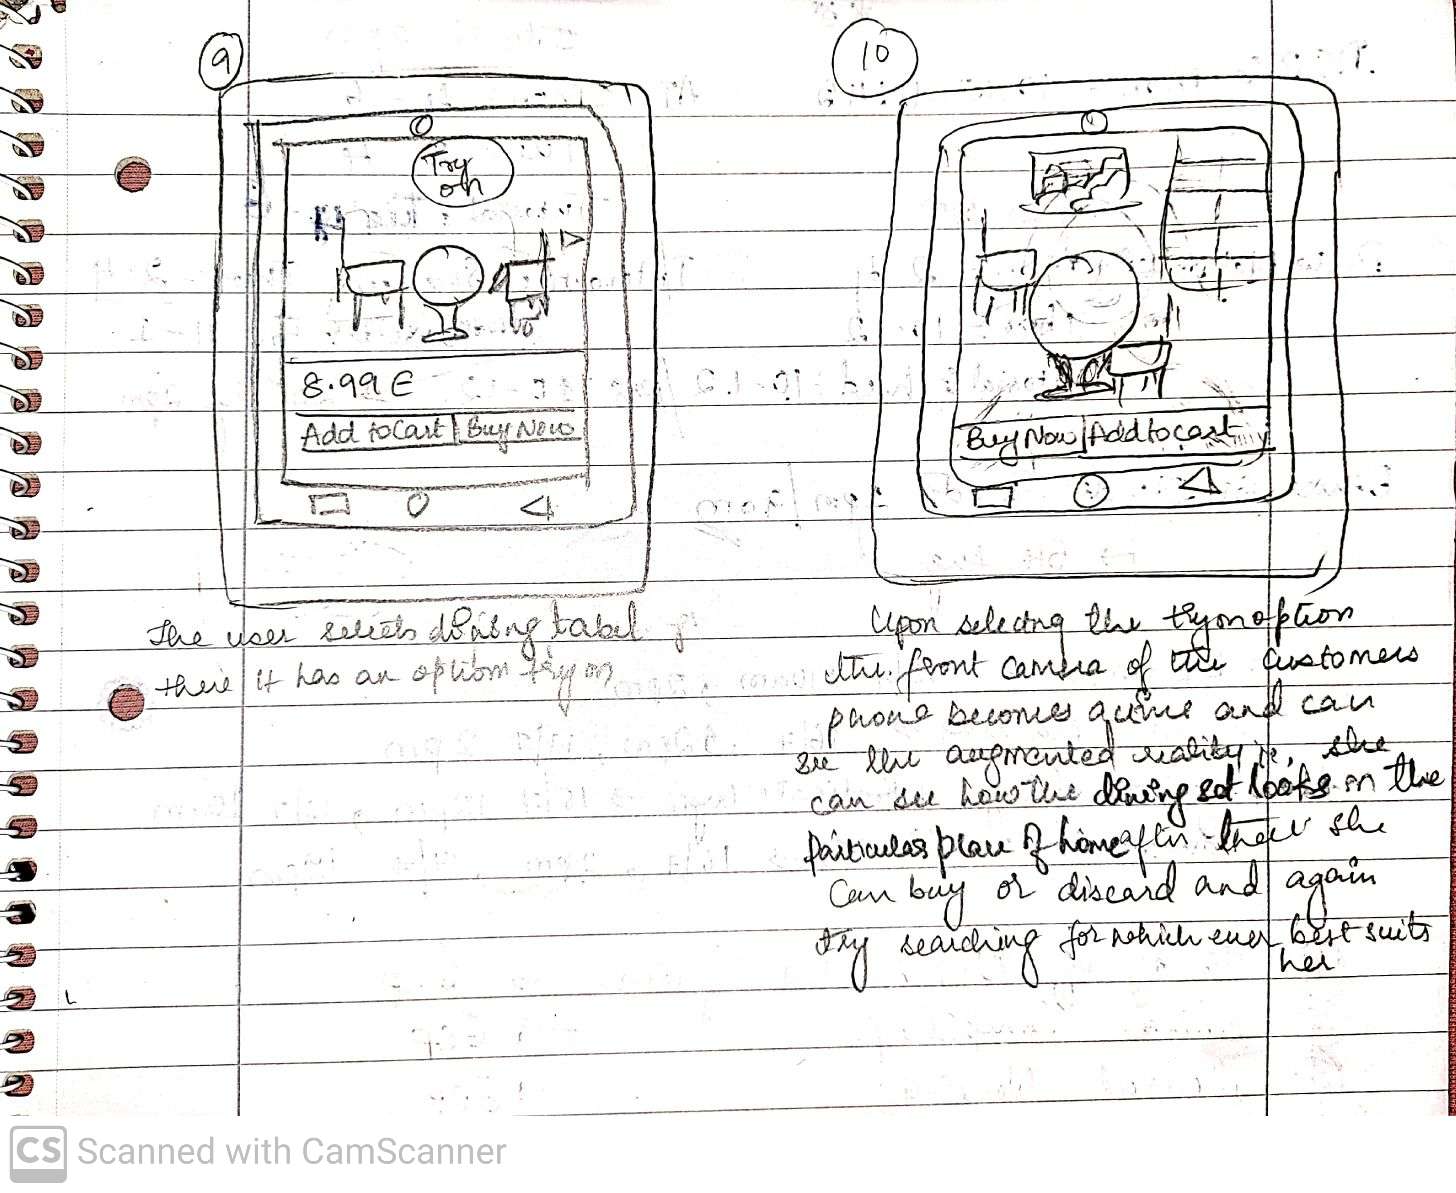 9
Try
on
8.99 E
Add to Cart | Buy Now
The user selects dining tabel
there it has an option try on
10
Buy Now | Add to cart
Upon selecting the tryon option
the front camera of the customers
phone becomes active and can
see the augmented reality ie, she
can see how the dining set looks in the
particular place of home after that she
Can buy or discard and again
try searching for which ever best suits
her
CS Scanned with CamScanner